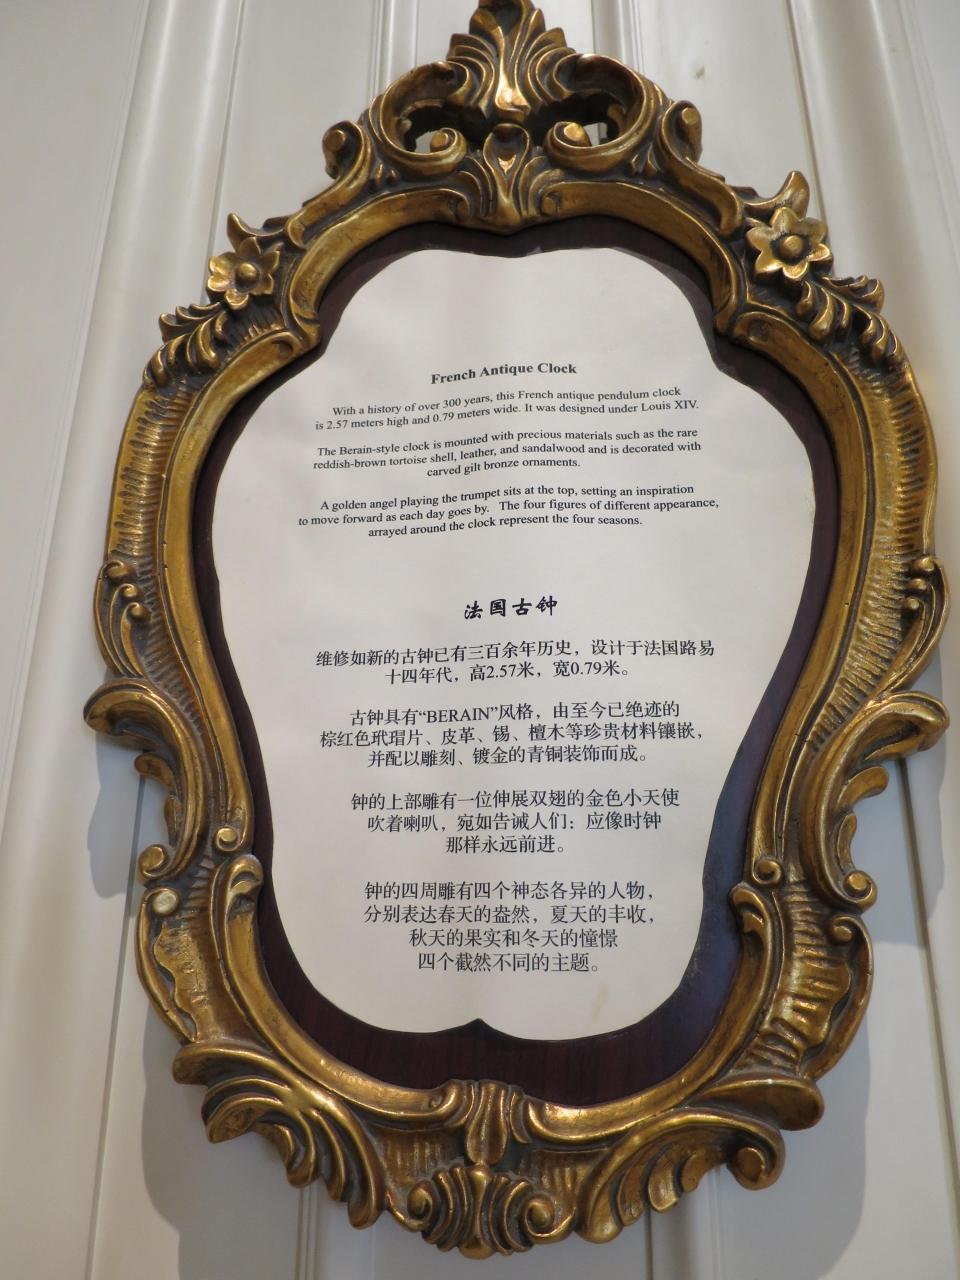 French Antique Clock
With a history of over 300 years, this French antique pendulum clock
is 2.57 meters high and 0.79 meters wide. It was designed under Louis XIV.
The Berain-style clock is mounted with precious materials such as the rare
reddish-brown tortoise shell, leather, and sandalwood and is decorated with
carved gilt bronze ornaments.
A golden angel playing the trumpet sits at the top, setting an inspiration
to move forward as each day goes by. The four figures of different appearance,
arrayed around the clock represent the four seasons.
法国古钟
维修如新的古钟已有三百余年历史，设计于法国路易
十四年代，高2.57米，宽0.79米。
古钟具有“BERAIN”风格，由至今已绝迹的
棕红色玳瑁片、皮革、锡、檀木等珍贵材料镶嵌，
并配以雕刻、镀金的青铜装饰而成。
钟的上部雕有一位伸展双翅的金色小天使
吹着喇叭，宛如告诫人们：应像时钟
那样永远前进。
钟的四周雕有四个神态各异的人物，
分别表达春天的盎然，夏天的丰收，
秋天的果实和冬天的憧憬
四个截然不同的主题。